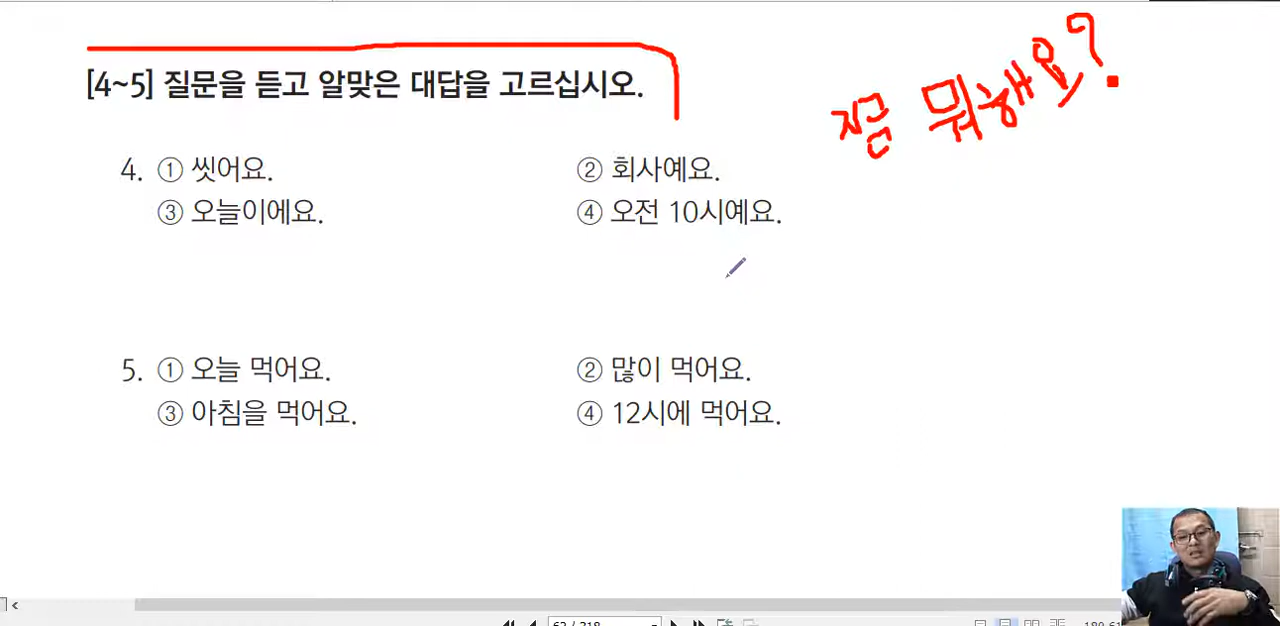 [4~5] 질문을 듣고 알맞은 대답을 고르십시오.
뭐해요?
4. ① 씻어요. ② 회사예요.
③ 오늘이에요. ④ 오전 10시예요.
5. ① 오늘 먹어요. ② 많이 먹어요.
③ 아침을 먹어요. ④ 12시에 먹어요.